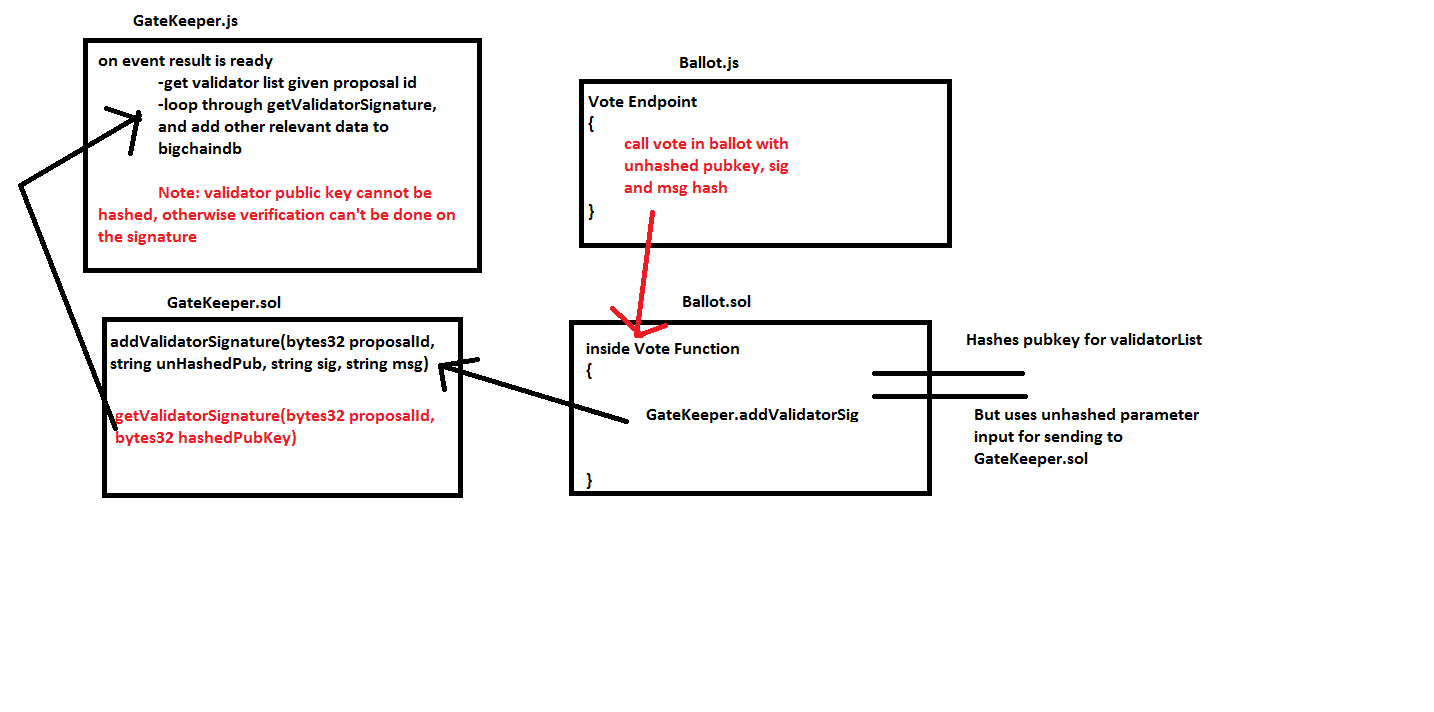 GateKeeper.js
on event result is ready
-get validator list given proposal id
-loop through getValidatorSignature,
and add other relevant data to
bigchaindb
Note: validator public key cannot be
hashed, otherwise verification can't be done on
the signature
Ballot.js
Vote Endpoint
{
call vote in ballot with
unhashed pubkey, sig
and msg hash
}
GateKeeper.sol
addValidatorSignature(bytes32 proposalId,
string unHashedPub, string sig, string msg)
getValidatorSignature(bytes32 proposalId,
bytes32 hashedPubKey)
Ballot.sol
inside Vote Function
{
GateKeeper.addValidatorSig
}
Hashes pubkey for validatorList
But uses unhashed parameter
input for sending to
GateKeeper.sol